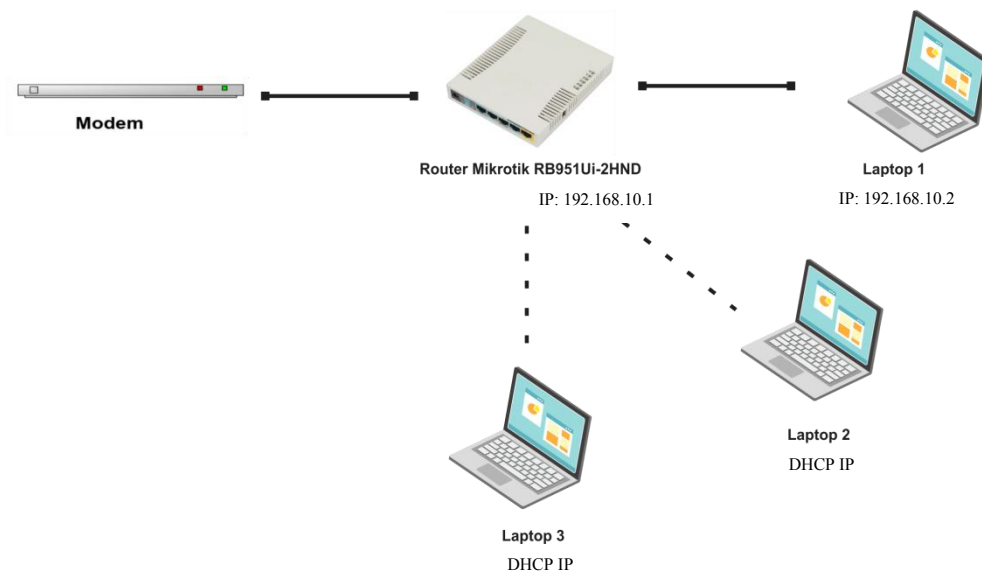 Modem
Router Mikrotik RB951Ui-2HND
IP: 192.168.10.1
Laptop 1
IP: 192.168.10.2
Laptop 2
DHCP IP
Laptop 3
DHCP IP